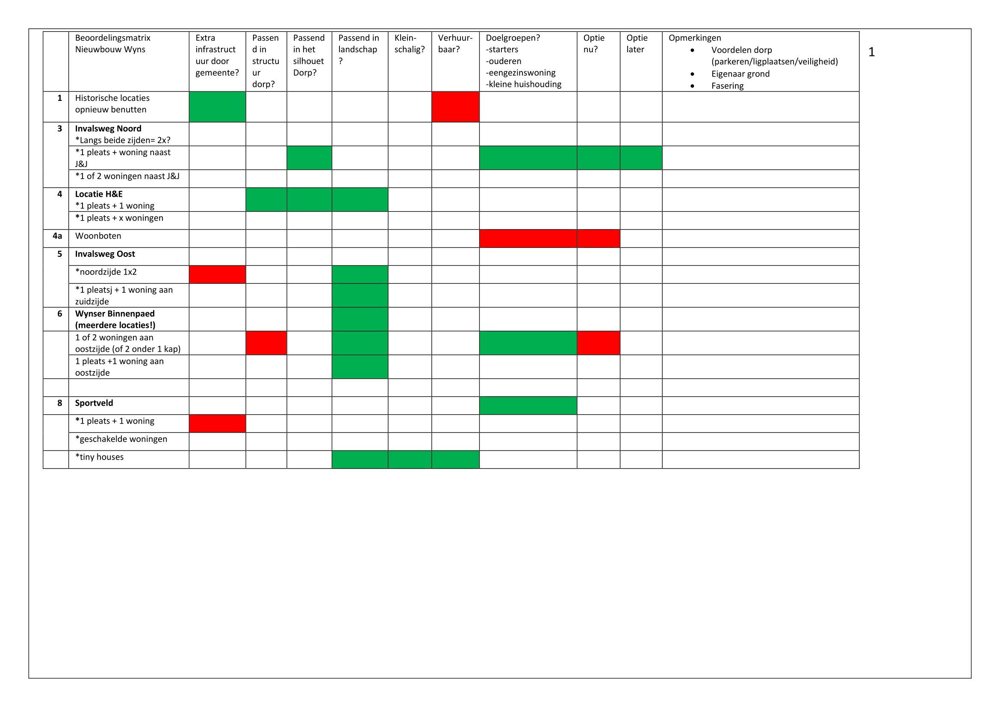 Beoordelingsmatrix
Nieuwbouw Wyns
Extra
infrastruct
uur door
gemeente?
Passen
d in
structu
ur
dorp?
Passend
in het
silhouet
Dorp?
Passend in
landschap
?
Klein-
schalig?
Verhuur-
baar?
Doelgroepen?
-starters
-ouderen
-eengezinswoning
-kleine huishouding
Optie
nu?
Optie
later
Opmerkingen
• Voordelen dorp
(parkeren/ligplaatsen/veiligheid)
• Eigenaar grond
• Fasering
1
1 Historische locaties
opnieuw benutten
3 Invalsweg Noord
*Langs beide zijden= 2x?
*1 pleats + woning naast
J&J
*1 of 2 woningen naast J&J
4 Locatie H&E
*1 pleats + 1 woning
*1 pleats + x woningen
4a Woonboten
5 Invalsweg Oost
*noordzijde 1x2
*1 pleatsj + 1 woning aan
zuidzijde
6 Wynser Binnenpaed
(meerdere locaties!)
1 of 2 woningen aan
oostzijde (of 2 onder 1 kap)
1 pleats +1 woning aan
oostzijde
8 Sportveld
*1 pleats + 1 woning
*geschakelde woningen
*tiny houses